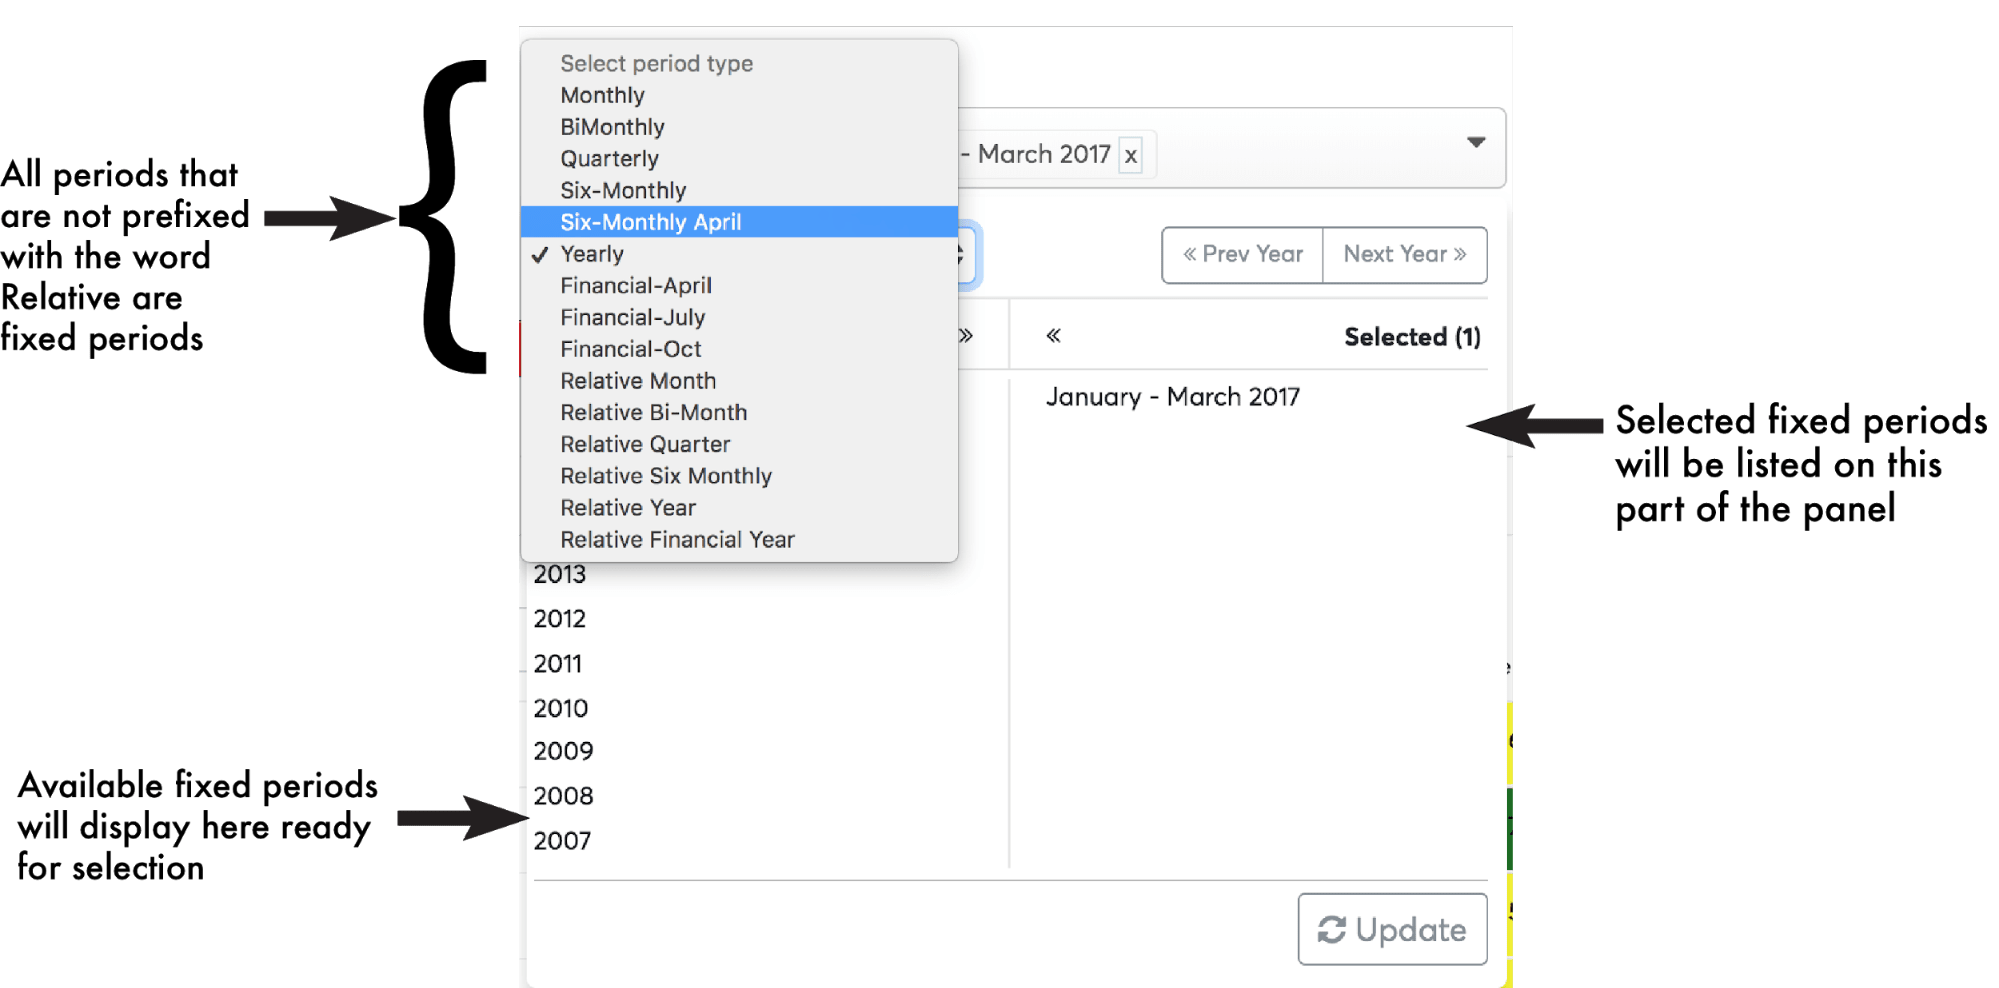 All periods that
are not prefixed
with the word
Relative are
fixed periods
Select period type
Monthly
BiMonthly
Quarterly
Six-Monthly
Six-Monthly April
✓ Yearly
Financial-April
Financial-July
Financial-Oct
Relative Month
Relative Bi-Month
Relative Quarter
Relative Six Monthly
Relative Year
Relative Financial Year
- March 2017 x
« Prev Year Next Year »
» « Selected (1)
January - March 2017
Selected fixed periods
will be listed on this
part of the panel
2013
2012
2011
2010
2009
2008
2007
Available fixed periods
will display here ready
for selection
Update